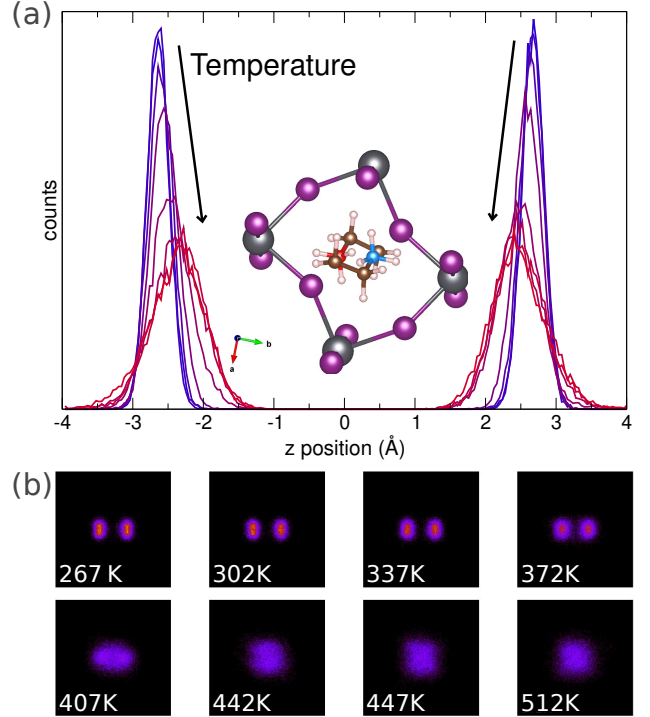 (a)
Temperature
counts
a
b
-4 -3 -2 -1 0 1 2 3 4
z position (Å)
(b)
267 K 302K 337K 372K
407K 442K 447K 512K